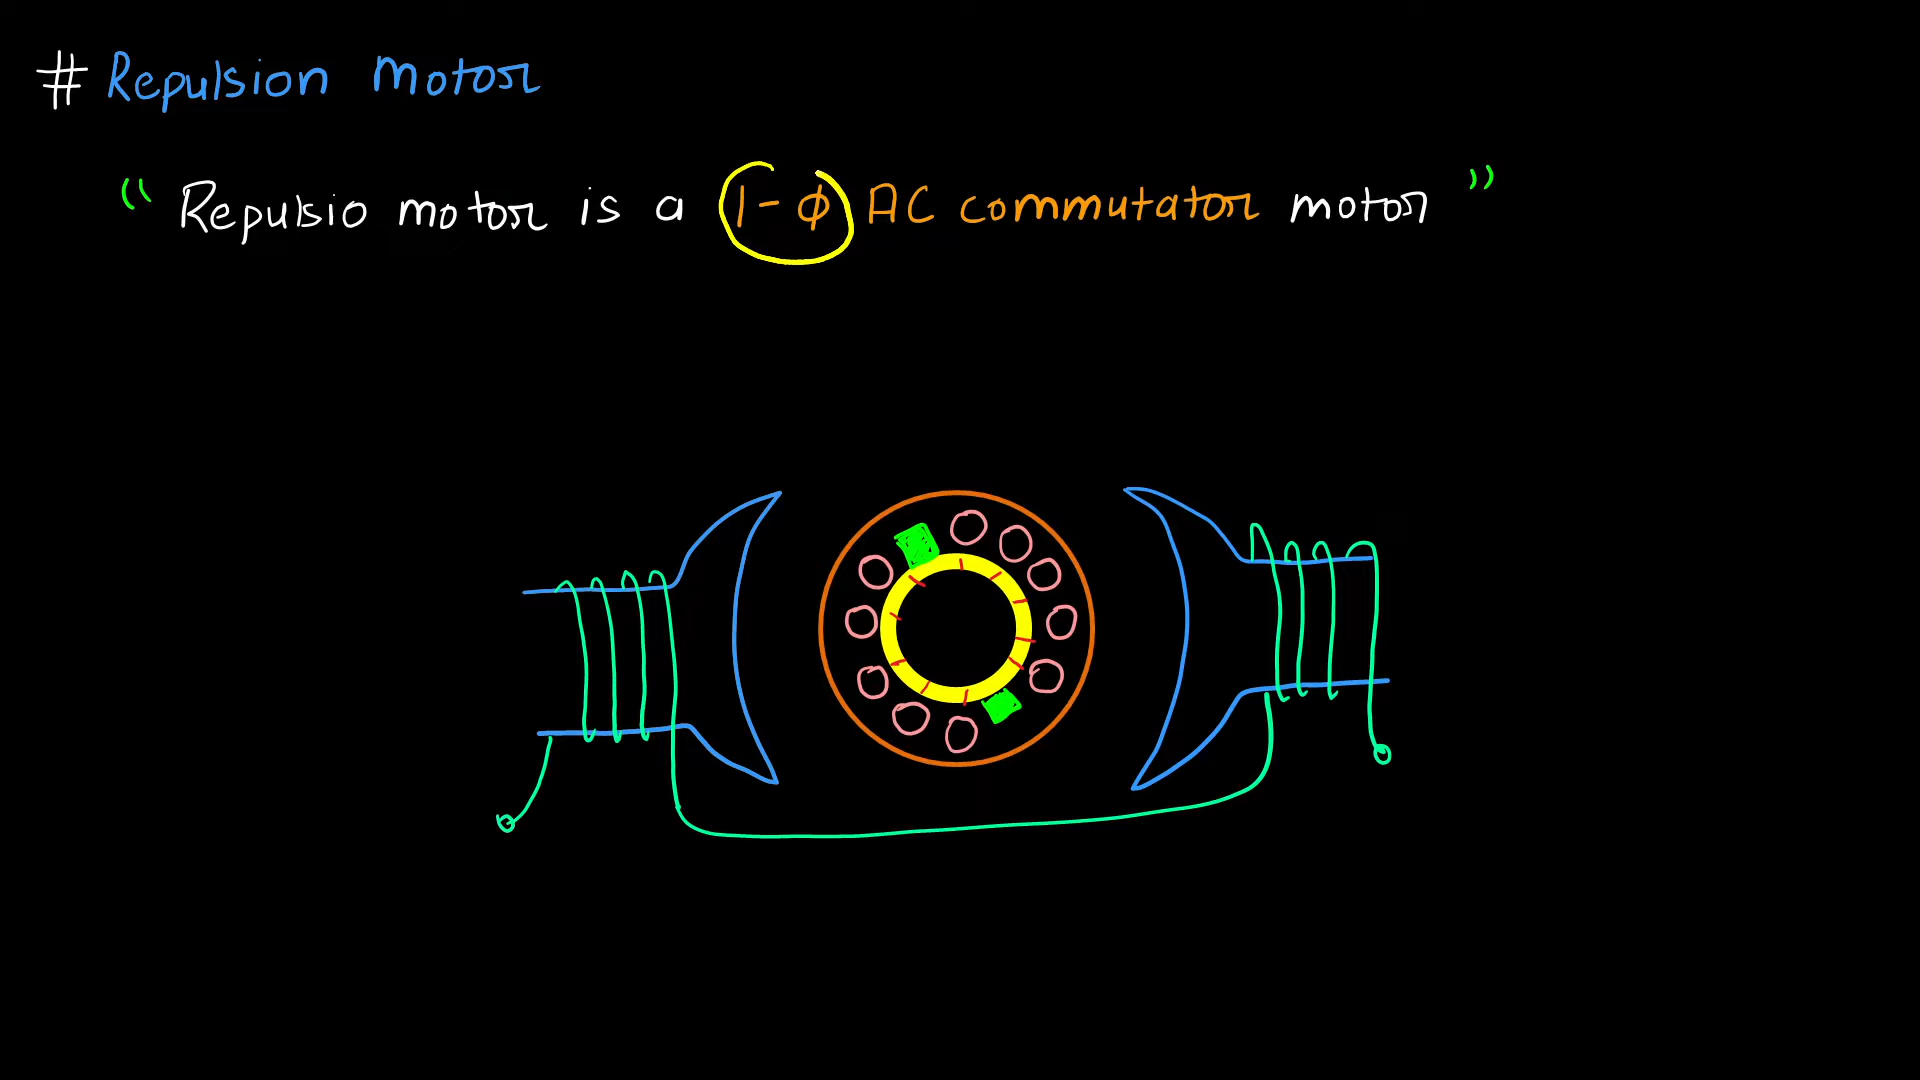 # Repulsion Motor
“ Repulsio motor is a 1-ϕ AC commutator motor ”